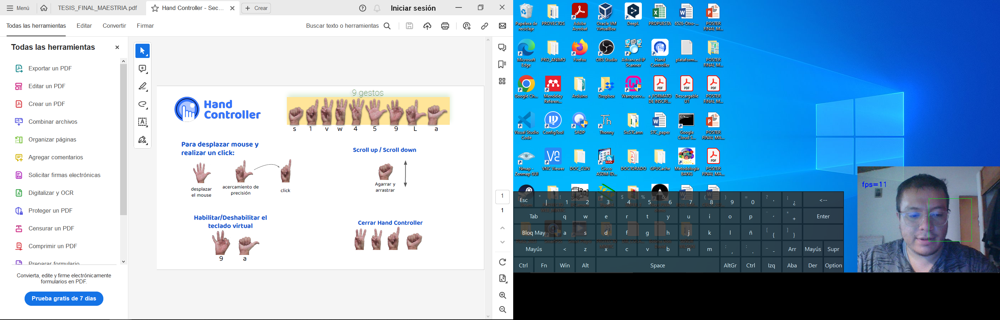 Menú
TESIS_FINAL_MAESTRIA.pdf
Hand Controller - Sec...
Crear
Iniciar sesión
Todas las herramientas
Editar
Convertir
Firmar
Buscar texto o herramientas
Todas las herramientas
Exportar un PDF
Editar un PDF
Crear un PDF
Combinar archivos
Organizar páginas
Agregar comentarios
Solicitar firmas electrónicas
Digitalizar y OCR
Proteger un PDF
Censurar un PDF
Comprimir un PDF
Preparar formulario
Convierta, edite y firme electrónicamente
formularios en PDF.
Prueba gratis de 7 días
Hand
Controller
9 gestos
s 1 v w 4 5 9 L a
Para desplazar mouse y
realizar un click:
desplazar
el mouse
acercamiento de
precisión
click
Scroll up / Scroll down
Agarrar y
arrastrar
Habilitar/Deshabilitar el
teclado virtual
9 a
Cerrar Hand Controller
1
1
Papelera de
reciclaje
PROYECTOS
Adobe
Acrobat
Oracle VM
VirtualBox
DeepL
PROPUESTA
6526-Otro-...
POSTER
FINAL M...
Microsoft
Edge
PRO_ANIMO
Firefox
OBS Studio
Advanced IP
Scanner
Hand
Controller
plataform...
POSTER
FINAL M...
Google Ch...
Mendeley
Referen...
Arduino
Dropbox
Wampserv...
a_FORMATO
DE INSCRI...
Descargable
U1
POSTER
FINAL M...
Visual Studio
Code
ConfigTool
SADP
Thonny
SisSTCann
STC_paper
Google
Cloud S...
POSTER
FINAL MA...
Nmap -
Zenmap GUI
VNC Viewer
DOC_CUN
Cisco
ASDM-ID...
DOCTORADO
GPUCache
Metodología
BANG
POSTER
FINAL MA...
fps=11
Esc ° | ! 1 2 # 3 $ 4 % 5 & 6 / 7 ( 8 ) 9 = 0 ? ' ¡ ¿ <--
Tab q w e r t y u i o p ¨ ´ * + Enter
Bloq May a s d f g h j k l ñ [ { ] }
Mayús < z x c v b n m ; , : . _ - Arr Mayús Supr
Ctrl Fn Win Alt Space AltGr Ctrl Izq Aba Der Option